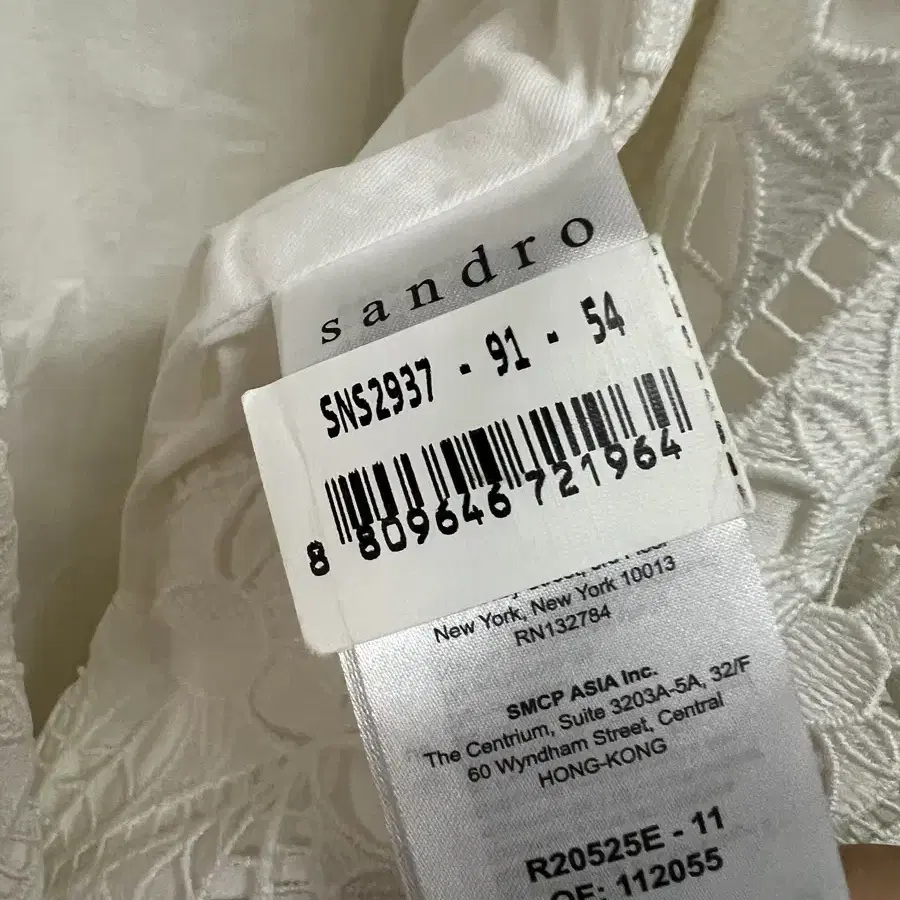 sandro
SNS2937 - 91 - 54
8 809646 721964
New York, New York 10013
RN132784
SMCP ASIA Inc.
The Centrium, Suite 3203A-5A, 32/F
60 Wyndham Street, Central
HONG-KONG
R20525E - 11
OF: 112055